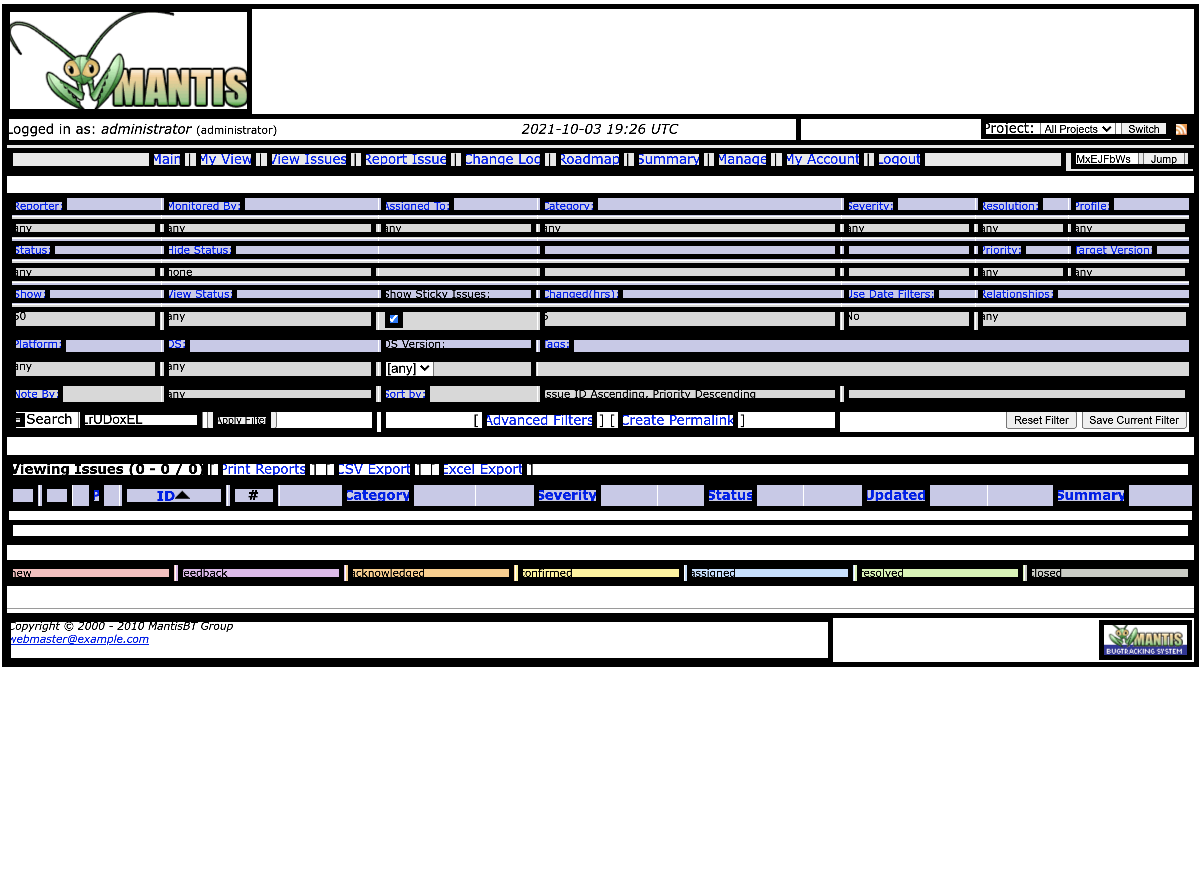 MANTIS
Logged in as: administrator (administrator) 2021-10-03 19:26 UTC Project: All Projects Switch
Main My View View Issues Report Issue Change Log Roadmap Summary Manage My Account Logout MxEJFbWs Jump
Reporter: Monitored By: Assigned To: Category: Severity: Resolution: Profile:
any any any any any any any
Status: Hide Status: Priority: Target Version:
any none any any
Show: View Status: Show Sticky Issues: Changed(hrs): Use Date Filters: Relationships:
50 any 6 No any
Platform: OS: OS Version: Tags:
any any [any]
Note By: any Sort by: Issue ID Ascending, Priority Descending
Search LrUDoxEL Apply Filter [ Advanced Filters ] [ Create Permalink ] Reset Filter Save Current Filter
Viewing Issues (0 - 0 / 0) [ Print Reports ] [ CSV Export ] [ Excel Export ]
P ID # Category Severity Status Updated Summary
new feedback acknowledged confirmed assigned resolved closed
Copyright © 2000 - 2010 MantisBT Group
webmaster@example.com
MANTIS
BUGTRACKING SYSTEM